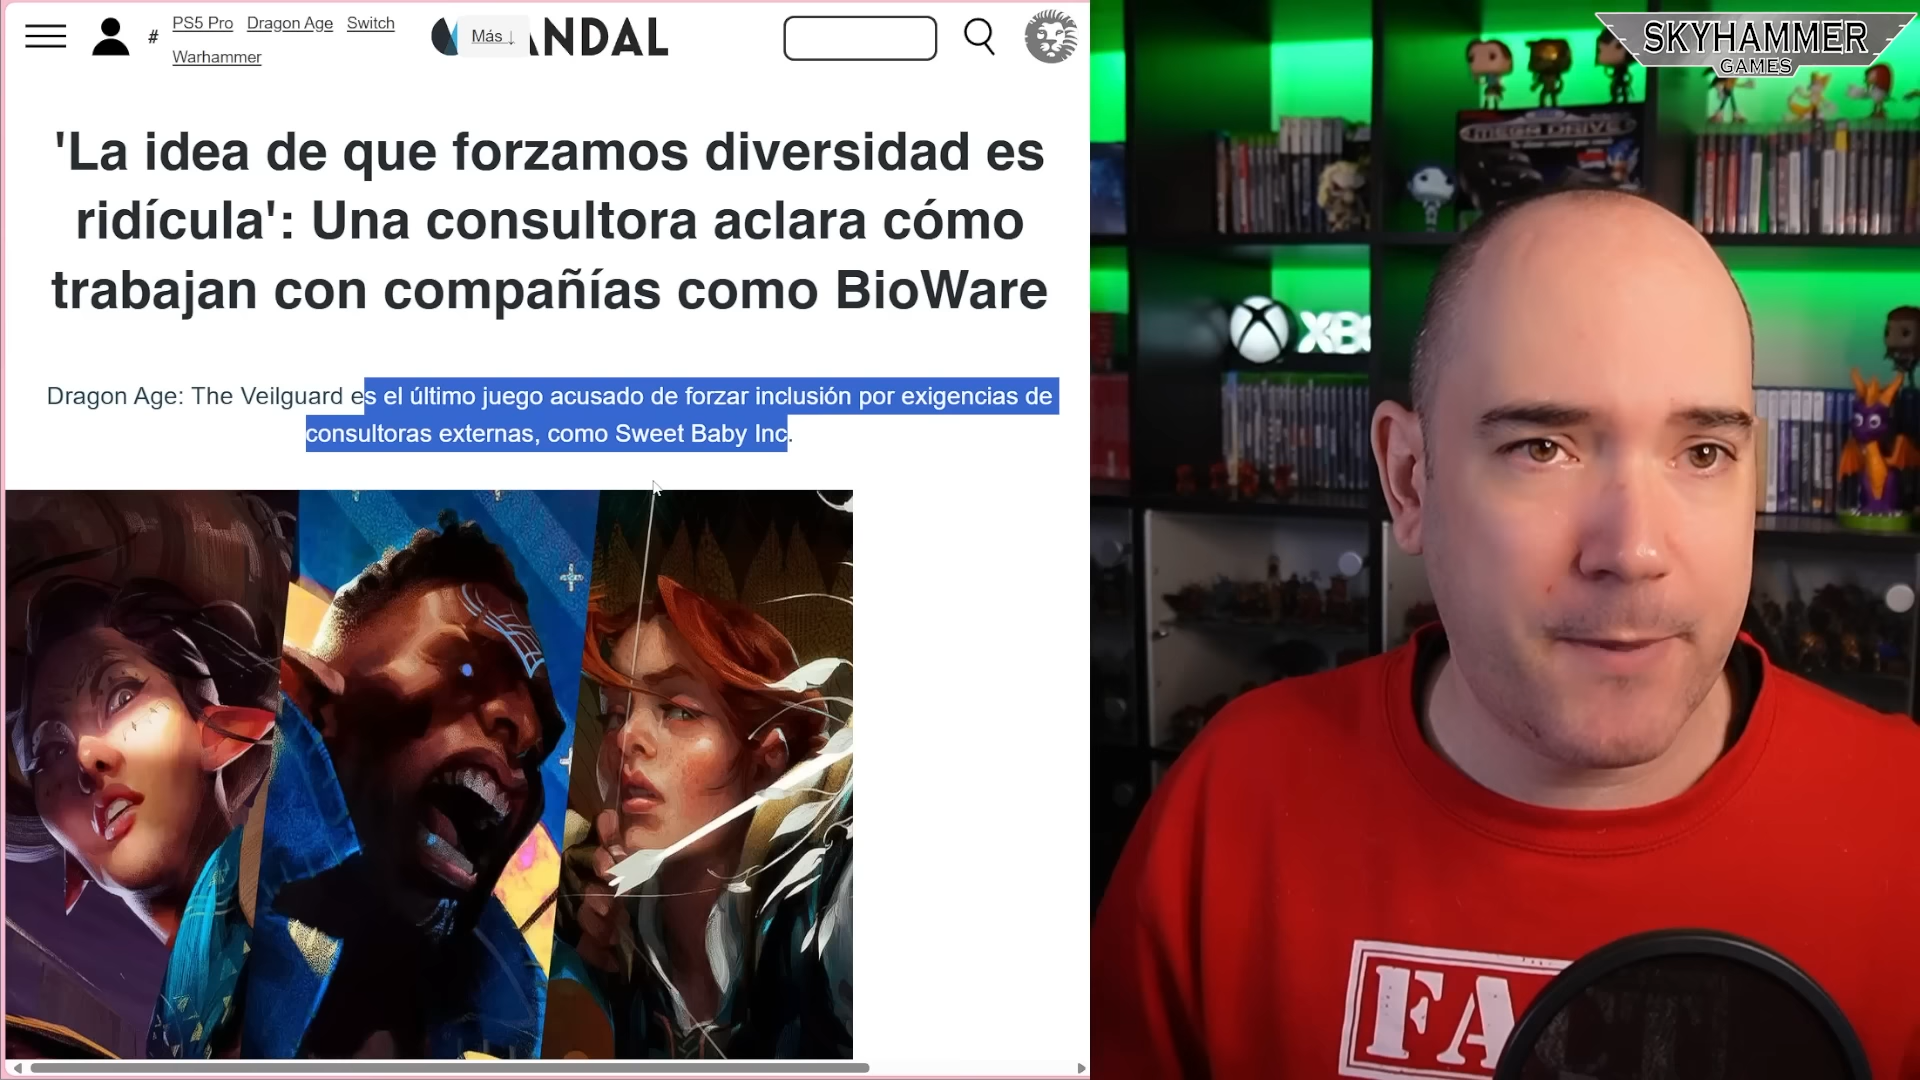 # PS5 Pro Dragon Age Switch
Warhammer
Más ↓
NDAL
'La idea de que forzamos diversidad es
ridícula': Una consultora aclara cómo
trabajan con compañías como BioWare
Dragon Age: The Veilguard es el último juego acusado de forzar inclusión por exigencias de
consultoras externas, como Sweet Baby Inc.
SKYHAMMER
GAMES
MEGA DRIVE
XBO
FA